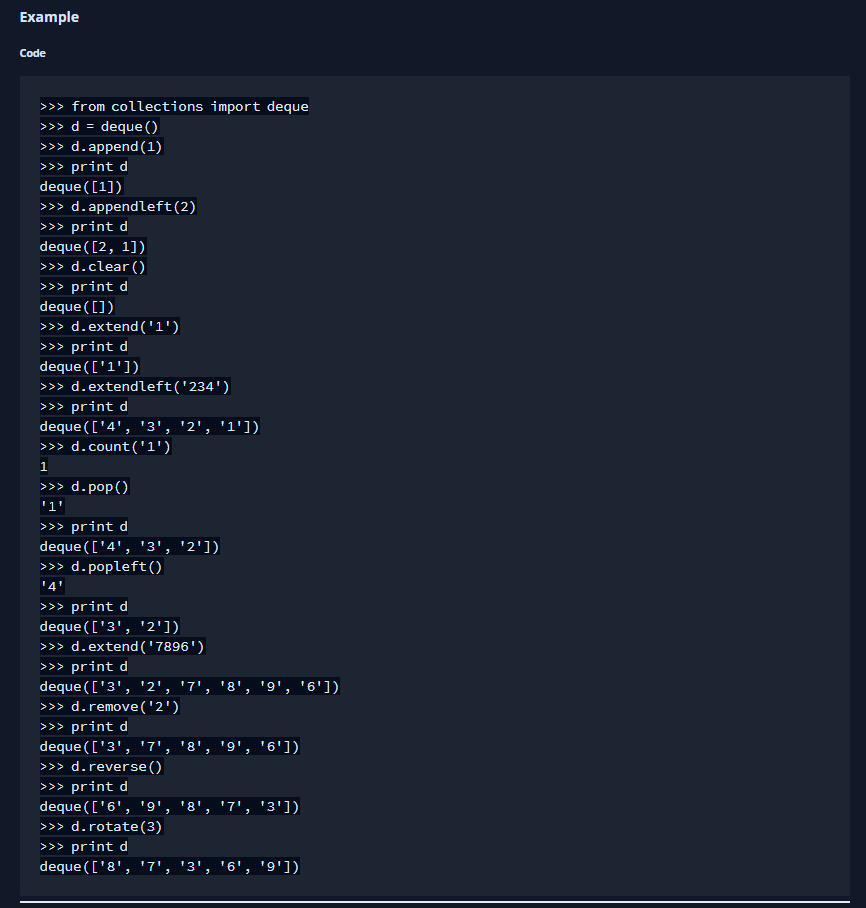 Example
Code
>>> from collections import deque
>>> d = deque()
>>> d.append(1)
>>> print d
deque([1])
>>> d.appendleft(2)
>>> print d
deque([2, 1])
>>> d.clear()
>>> print d
deque([])
>>> d.extend('1')
>>> print d
deque(['1'])
>>> d.extendleft('234')
>>> print d
deque(['4', '3', '2', '1'])
>>> d.count('1')
1
>>> d.pop()
'1'
>>> print d
deque(['4', '3', '2'])
>>> d.popleft()
'4'
>>> print d
deque(['3', '2'])
>>> d.extend('7896')
>>> print d
deque(['3', '2', '7', '8', '9', '6'])
>>> d.remove('2')
>>> print d
deque(['3', '7', '8', '9', '6'])
>>> d.reverse()
>>> print d
deque(['6', '9', '8', '7', '3'])
>>> d.rotate(3)
>>> print d
deque(['8', '7', '3', '6', '9'])